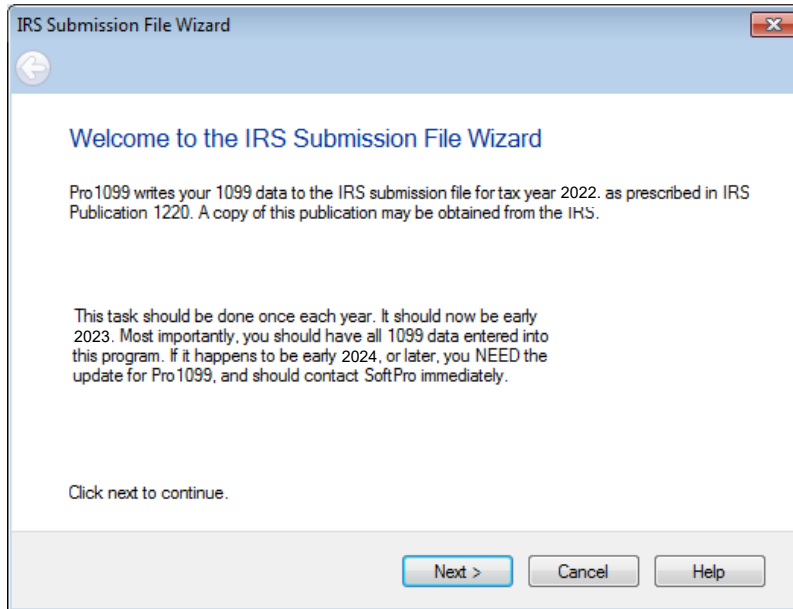 IRS Submission File Wizard
Welcome to the IRS Submission File Wizard
Pro1099 writes your 1099 data to the IRS submission file for tax year 2022. as prescribed in IRS
Publication 1220. A copy of this publication may be obtained from the IRS.
This task should be done once each year. It should now be early
2023. Most importantly, you should have all 1099 data entered into
this program. If it happens to be early 2024, or later, you NEED the
update for Pro1099, and should contact SoftPro immediately.
Click next to continue.
Next >
Cancel
Help